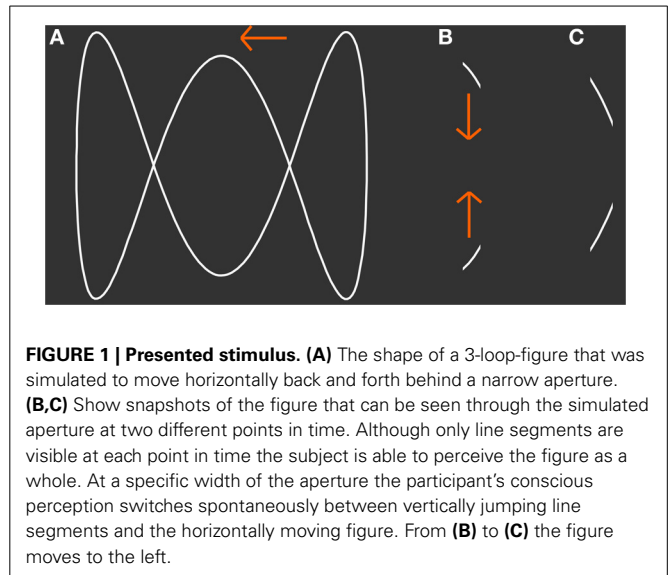 A
B
C
FIGURE 1 | Presented stimulus. (A) The shape of a 3-loop-figure that was
simulated to move horizontally back and forth behind a narrow aperture.
(B,C) Show snapshots of the figure that can be seen through the simulated
aperture at two different points in time. Although only line segments are
visible at each point in time the subject is able to perceive the figure as a
whole. At a specific width of the aperture the participant's conscious
perception switches spontaneously between vertically jumping line
segments and the horizontally moving figure. From (B) to (C) the figure
moves to the left.